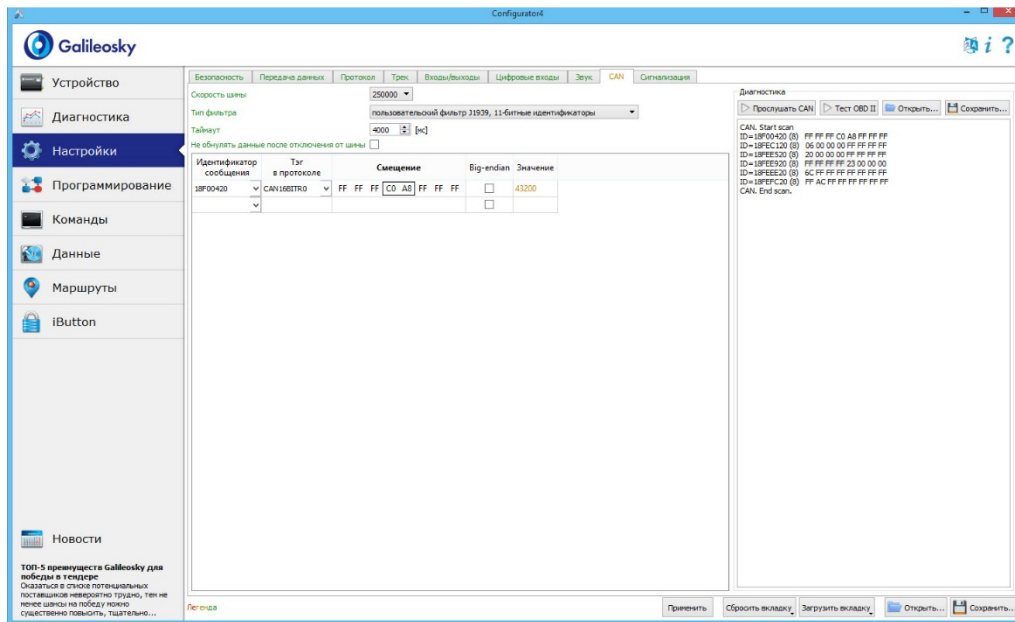 Configurator4
Galileosky
Устройство
Диагностика
Настройки
Программирование
Команды
Данные
Маршруты
iButton
Новости
ТОП-5 преимуществ Galileosky для
победы в тендере
Оказаться в списке потенциальных
поставщиков невероятно трудно, тем не
менее шансы на победу можно
существенно повысить, тщательно...
Безопасность Передача данных Протокол Трек Входы/выходы Цифровые входы Звук CAN Сигнализация
Скорость шины 250000
Тип фильтра пользовательский фильтр J1939, 11-битные идентификаторы
Таймаут 4000 [мс]
Не обнулять данные после отключения от шины
Идентификатор сообщения Тэг в протоколе Смещение Big-endian Значение
18F00420 CAN16BITR0 FF FF FF C0 A8 FF FF FF 43200
Диагностика
Прослушать CAN Тест OBD II Открыть... Сохранить...
CAN. Start scan
ID=18F00420 (8) FF FF FF C0 A8 FF FF FF
ID=18FEC120 (8) 06 00 00 00 FF FF FF FF
ID=18FEE520 (8) 20 00 00 00 FF FF FF FF
ID=18FEE920 (8) FF FF FF FF 23 00 00 00
ID=18FEEE20 (8) 6C FF FF FF FF FF FF FF
ID=18FEFC20 (8) FF AC FF FF FF FF FF FF
CAN. End scan.
Легенда
Применить Сбросить вкладку Загрузить вкладку Открыть... Сохранить...